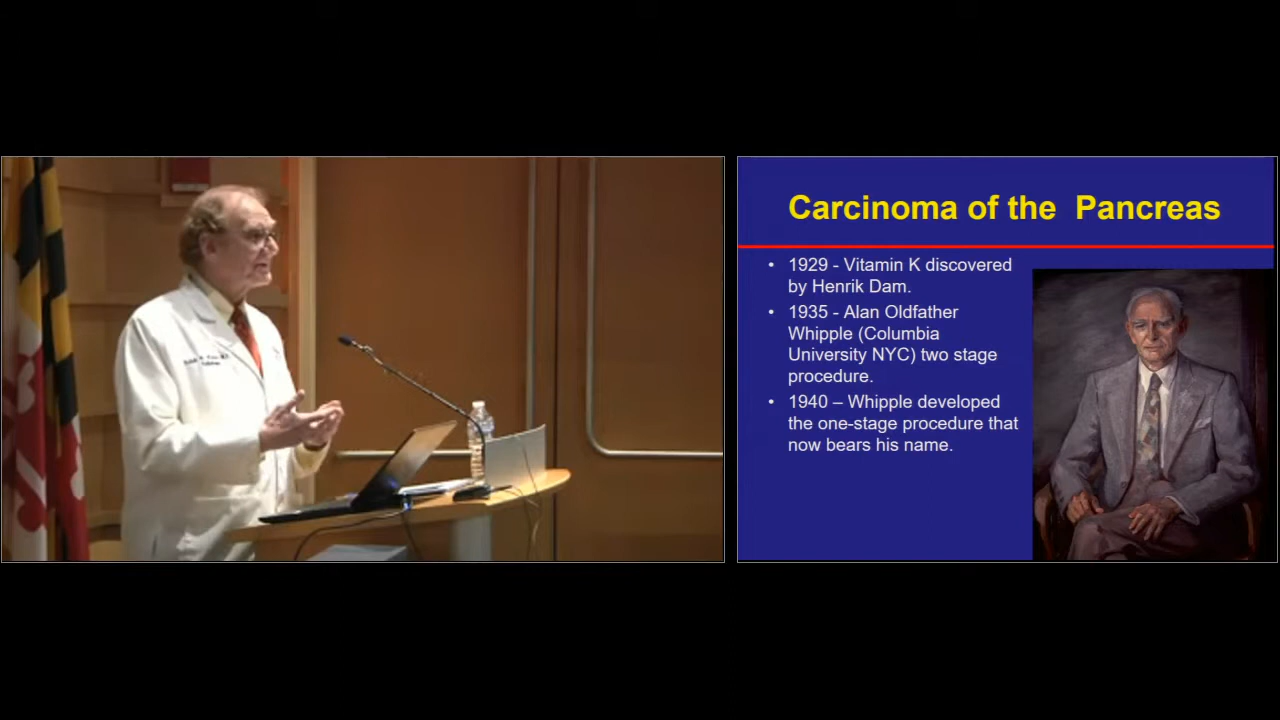 Carcinoma of the Pancreas
• 1929 - Vitamin K discovered
by Henrik Dam.
• 1935 - Alan Oldfather
Whipple (Columbia
University NYC) two stage
procedure.
• 1940 – Whipple developed
the one-stage procedure that
now bears his name.